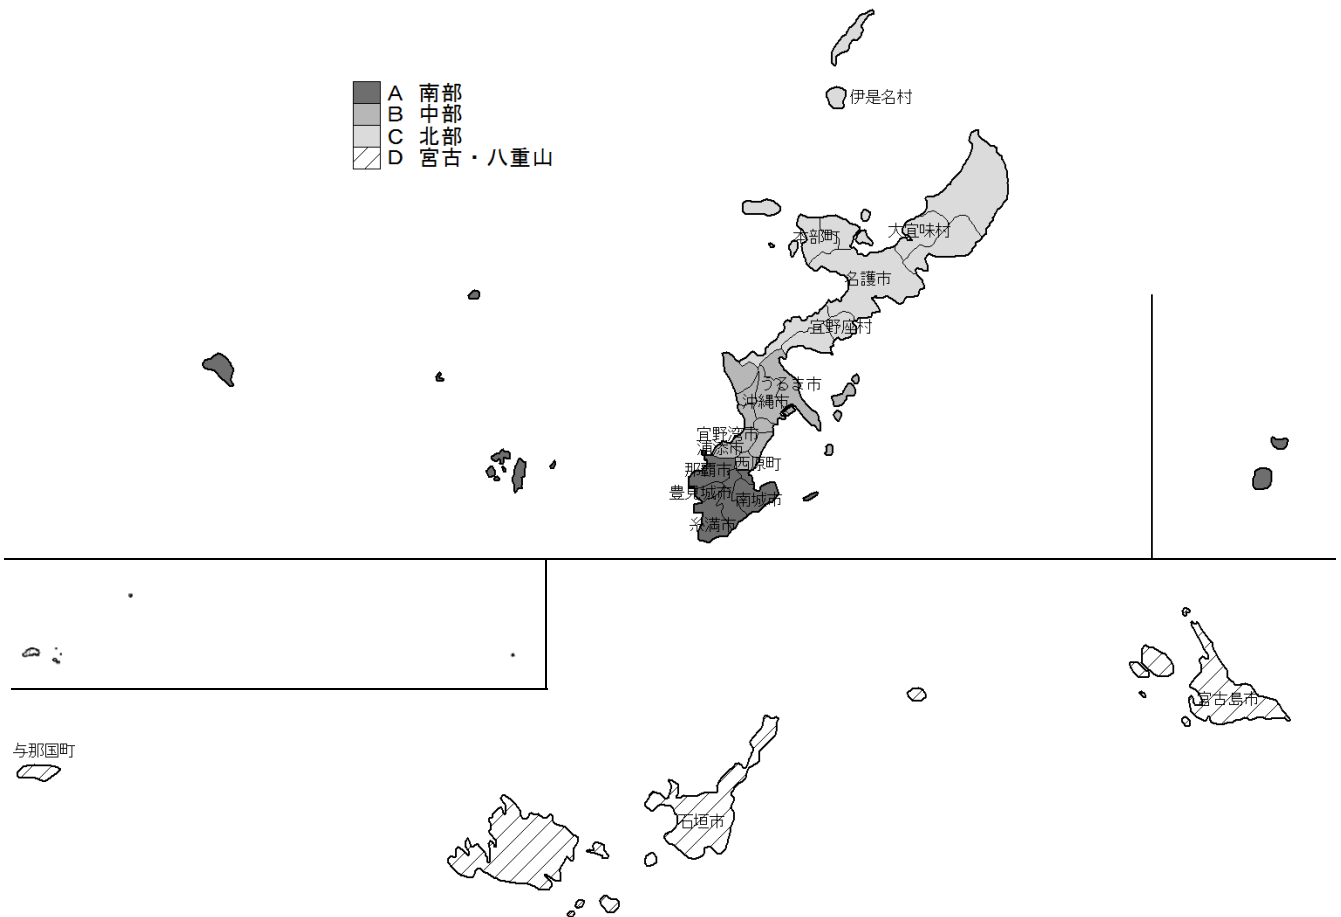 A 南部
B 中部
C 北部
D 宮古・八重山
伊是名村
大宜味村
本部町
名護市
宜野座村
うるま市
沖縄市
宜野湾市
浦添市
西原町
那覇市
豊見城市
南城市
糸満市
宮古島市
与那国町
石垣市